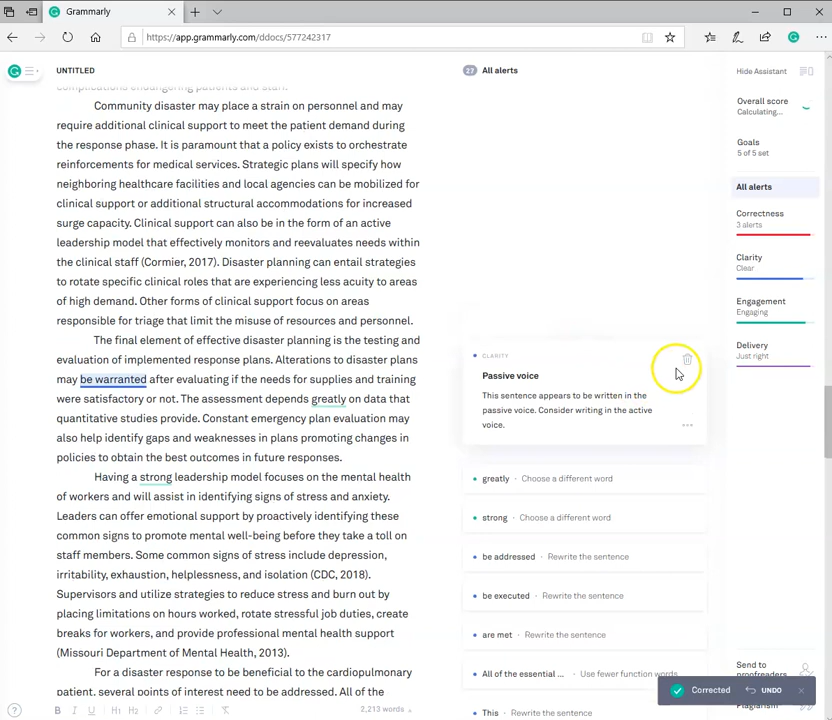 Grammarly
https://app.grammarly.com/ddocs/577242317
UNTITLED
27 All alerts
Hide Assistant
complications endangering patients and staff.
Community disaster may place a strain on personnel and may
require additional clinical support to meet the patient demand during
the response phase. It is paramount that a policy exists to orchestrate
reinforcements for medical services. Strategic plans will specify how
neighboring healthcare facilities and local agencies can be mobilized for
clinical support or additional structural accommodations for increased
surge capacity. Clinical support can also be in the form of an active
leadership model that effectively monitors and reevaluates needs within
the clinical staff (Cormier, 2017). Disaster planning can entail strategies
to rotate specific clinical roles that are experiencing less acuity to areas
of high demand. Other forms of clinical support focus on areas
responsible for triage that limit the misuse of resources and personnel.
The final element of effective disaster planning is the testing and
evaluation of implemented response plans. Alterations to disaster plans
may be warranted after evaluating if the needs for supplies and training
were satisfactory or not. The assessment depends greatly on data that
quantitative studies provide. Constant emergency plan evaluation may
also help identify gaps and weaknesses in plans promoting changes in
policies to obtain the best outcomes in future responses.
Having a strong leadership model focuses on the mental health
of workers and will assist in identifying signs of stress and anxiety.
Leaders can offer emotional support by proactively identifying these
common signs to promote mental well-being before they take a toll on
staff members. Some common signs of stress include depression,
irritability, exhaustion, helplessness, and isolation (CDC, 2018).
Supervisors and utilize strategies to reduce stress and burn out by
placing limitations on hours worked, rotate stressful job duties, create
breaks for workers, and provide professional mental health support
(Missouri Department of Mental Health, 2013).
For a disaster response to be beneficial to the cardiopulmonary
patient, several points of interest need to be addressed. All of the
B I U H1 H2
2,213 words
CLARITY
Passive voice
This sentence appears to be written in the
passive voice. Consider writing in the active
voice.
greatly · Choose a different word
strong · Choose a different word
be addressed · Rewrite the sentence
be executed · Rewrite the sentence
are met · Rewrite the sentence
All of the essential ... · Use fewer function words
This · Rewrite the sentence
Overall score
Calculating...
Goals
5 of 5 set
All alerts
Correctness
3 alerts
Clarity
Clear
Engagement
Engaging
Delivery
Just right
Send to
proofreaders
Corrected
UNDO
Plagiarism